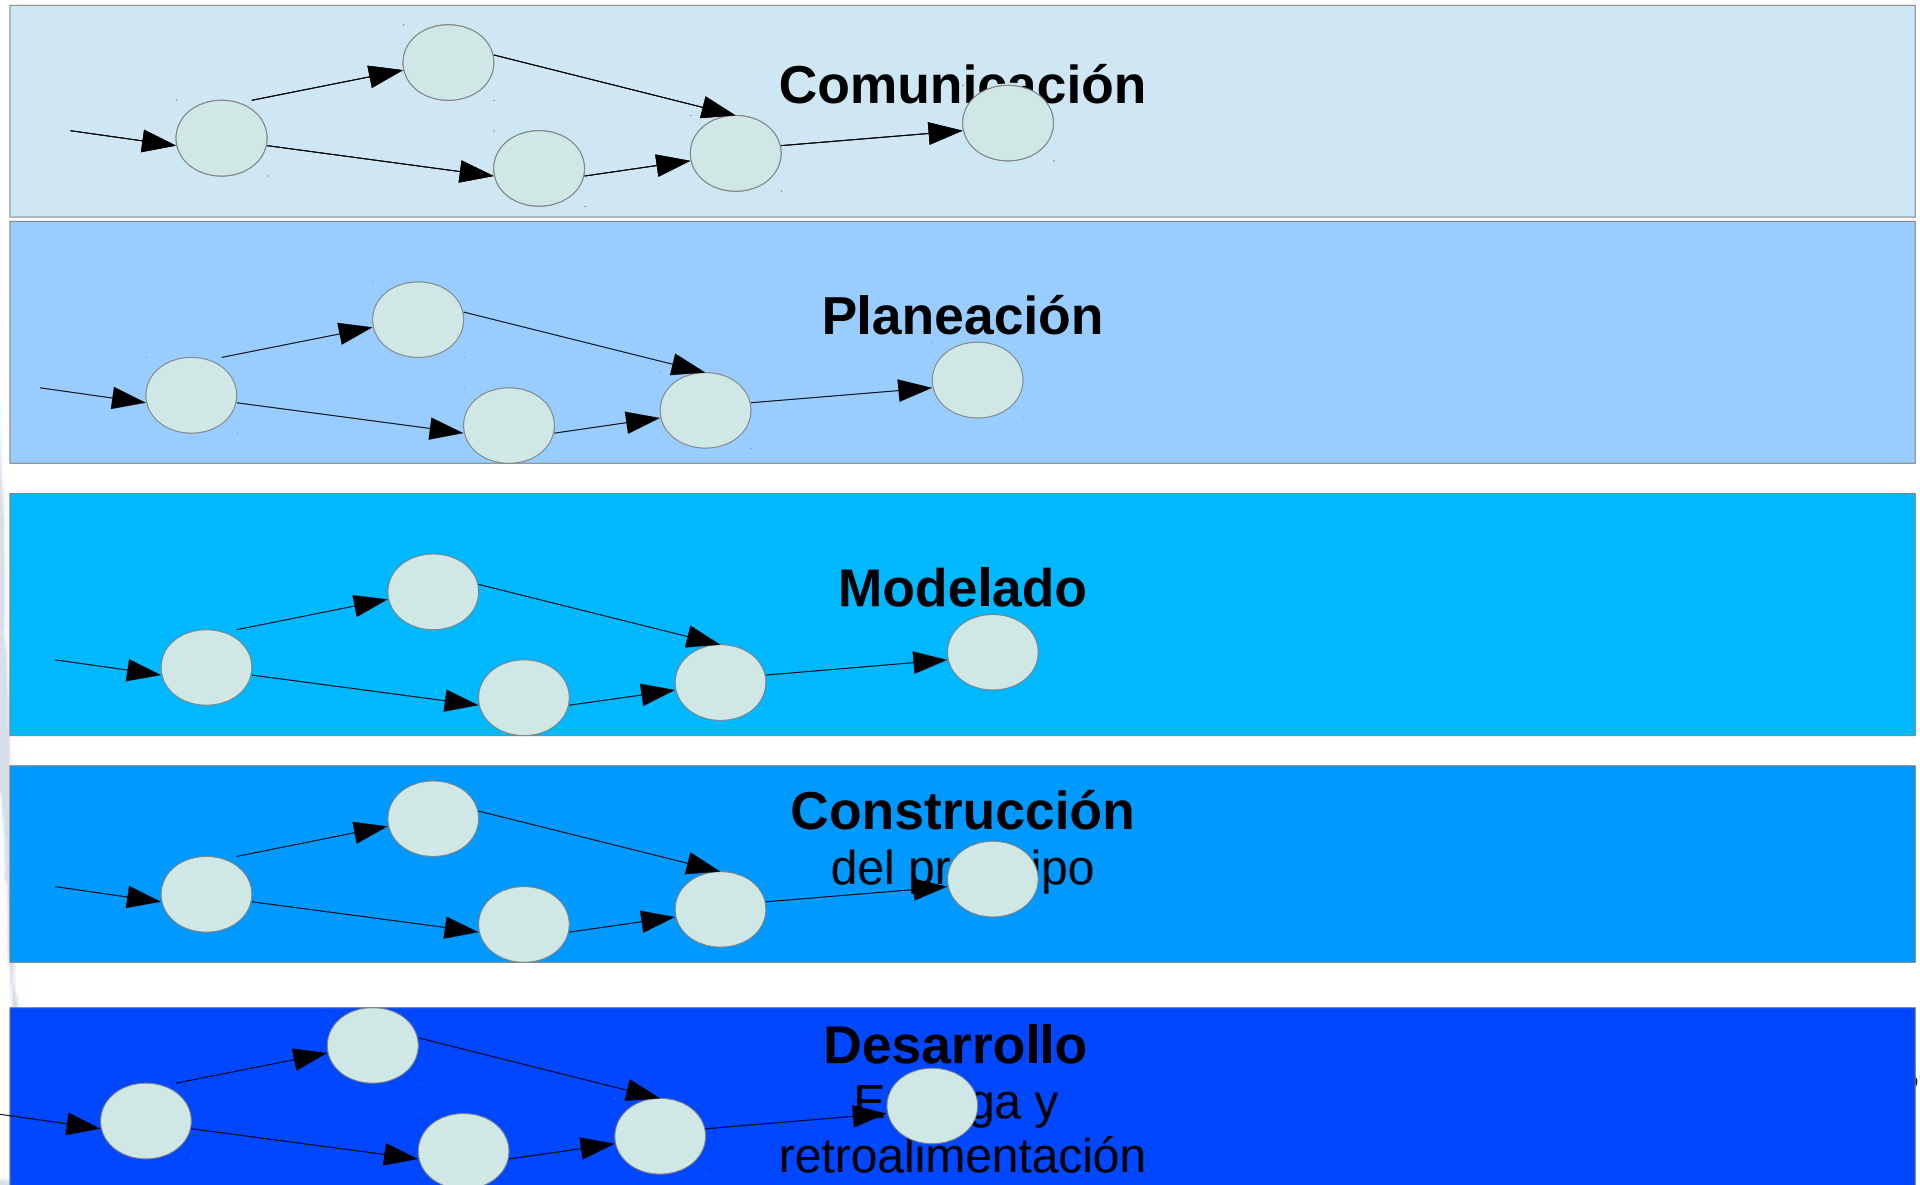 Comunicación
Planeación
Modelado
Construcción
del
Desarrollo
y
retroalimentación